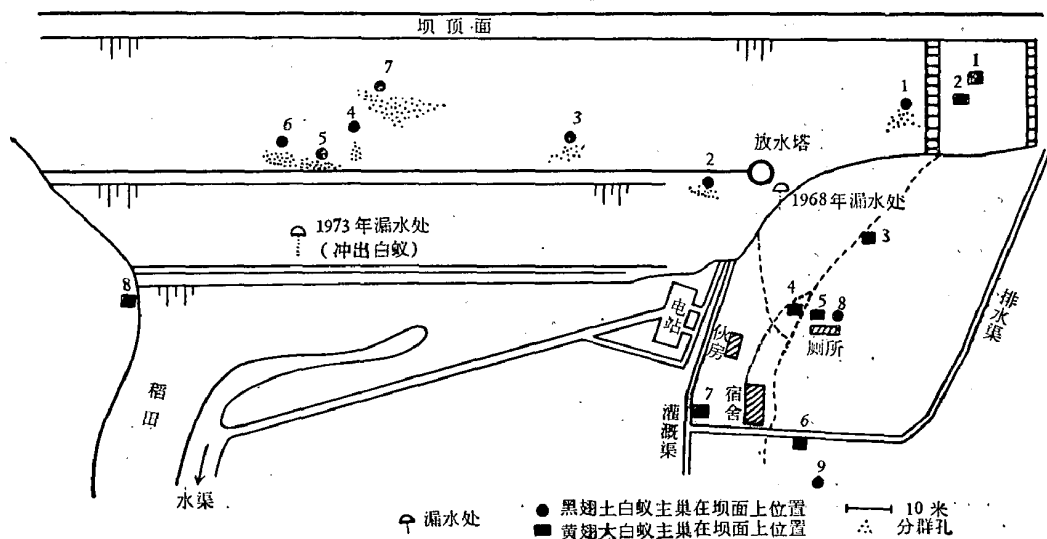 坝顶面
7
1
1
2
4
3
6
5
放水塔
2
1968年漏水处
1973年漏水处
(冲出白蚁)
3
8
4
5
8
排水渠
电站
伙房
厕所
稻田
宿舍
7
灌溉渠
6
9
水渠
漏水处
黑翅土白蚁主巢在坝面上位置
10米
黄翅大白蚁主巢在坝面上位置
分群孔